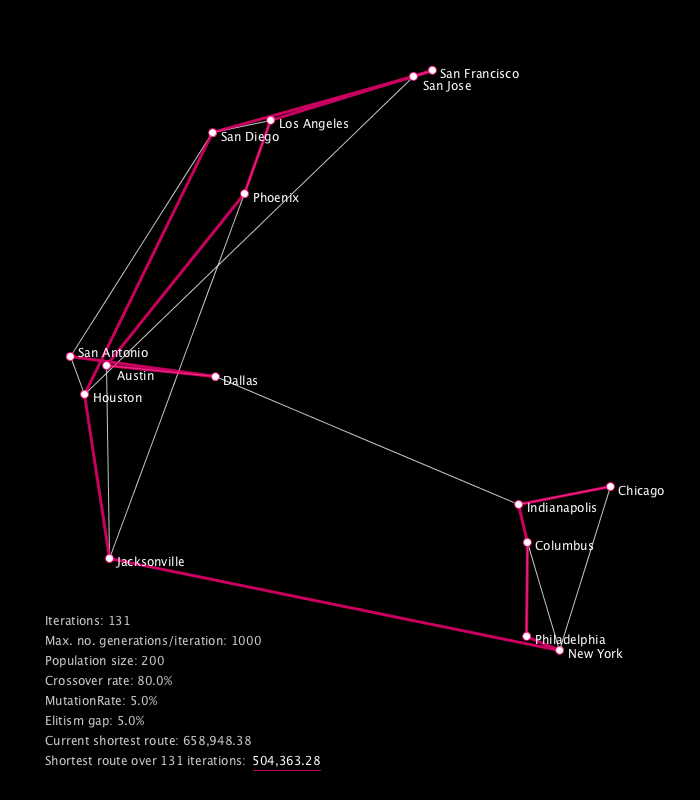 San Francisco
San Jose
Los Angeles
San Diego
Phoenix
San Antonio
Austin
Dallas
Houston
Chicago
Indianapolis
Columbus
Jacksonville
Philadelphia
New York
Iterations: 131
Max. no. generations/iteration: 1000
Population size: 200
Crossover rate: 80.0%
MutationRate: 5.0%
Elitism gap: 5.0%
Current shortest route: 658,948.38
Shortest route over 131 iterations: 504,363.28